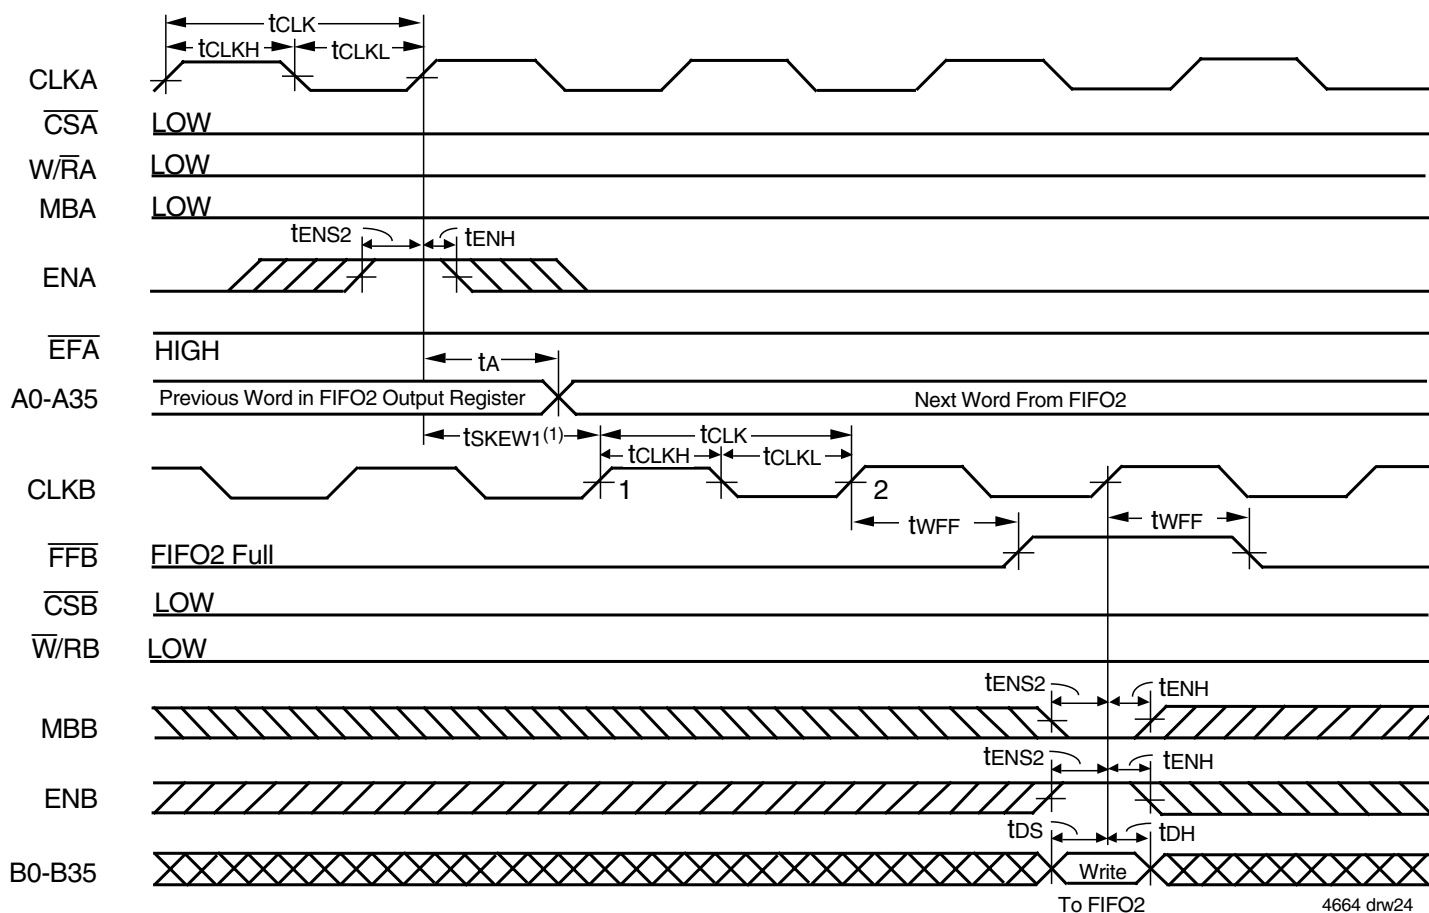 tCLK
tCLKH tCLKL
CLKA
CSA LOW
W/RA LOW
MBA LOW
tENS2 tENH
ENA
EFA HIGH
tA
A0-A35 Previous Word in FIFO2 Output Register Next Word From FIFO2
tSKEW1(1) tCLK
tCLKH tCLKL
CLKB 1 2
tWFF tWFF
FFB FIFO2 Full
CSB LOW
W/RB LOW
tENS2 tENH
MBB
tENS2 tENH
ENB
tDS tDH
B0-B35 Write
To FIFO2 4664 drw24